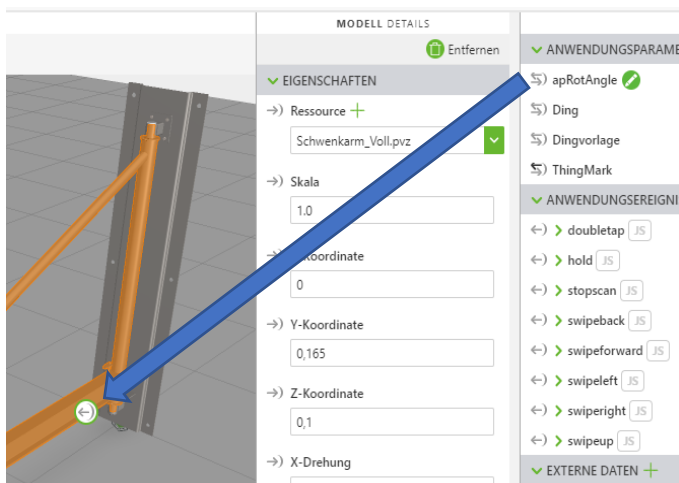 MODELL DETAILS
Entfernen
EIGENSCHAFTEN
Ressource
Schwenkarm_Voll.pvz
Skala
1.0
Koordinate
0
Y-Koordinate
0,165
Z-Koordinate
0,1
X-Drehung
ANWENDUNGSPARAME
apRotAngle
Ding
Dingvorlage
ThingMark
ANWENDUNGSEREIGNI
doubletap JS
hold JS
stopscan JS
swipeback JS
swipeforward JS
swipeleft JS
swiperight JS
swipeup JS
EXTERNE DATEN